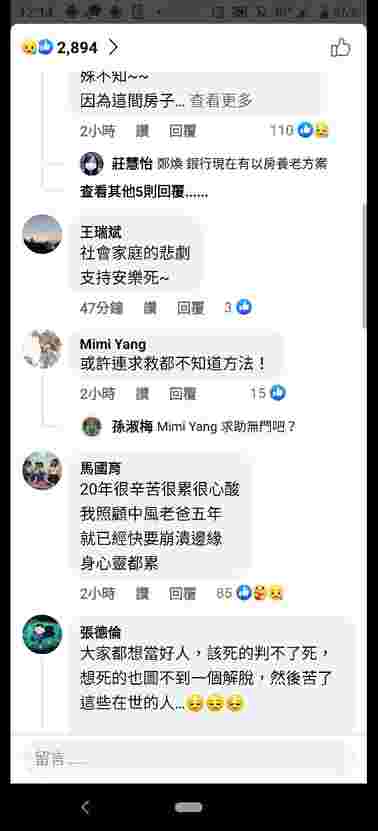 12:14
2,894
殊不知~~
因為這間房子... 查看更多
2小時 讚 回覆 110
莊慧怡 鄭煥 銀行現在有以房養老方案
查看其他5則回覆......
王瑞斌
社會家庭的悲劇
支持安樂死~
47分鐘 讚 回覆 3
Mimi Yang
或許連求救都不知道方法！
2小時 讚 回覆 15
孫淑梅 Mimi Yang 求助無門吧？
馬國育
20年很辛苦很累很心酸
我照顧中風老爸五年
就已經快要崩潰邊緣
身心靈都累
2小時 讚 回覆 85
張德倫
大家都想當好人，該死的判不了死，
想死的也圖不到一個解脫，然後苦了
這些在世的人...😔😔😔
留言......